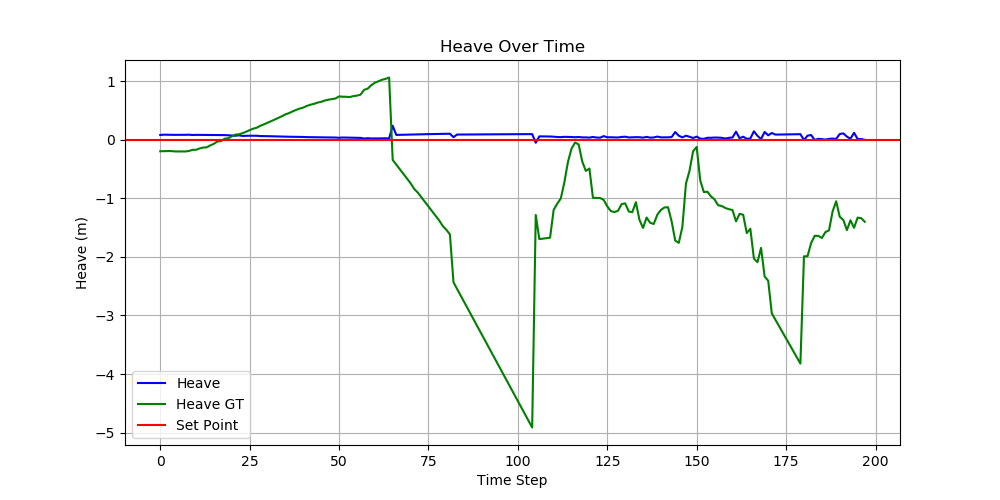 Heave Over Time
Heave (m)
1
0
−1
−2
−3
−4
−5
Heave
Heave GT
Set Point
0 25 50 75 100 125 150 175 200
Time Step